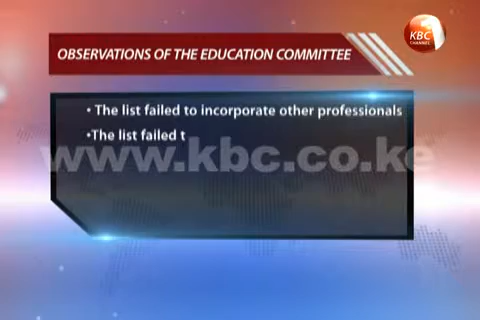 KBC
CHANNEL
OBSERVATIONS OF THE EDUCATION COMMITTEE
• The list failed to incorporate other professionals
•The list failed t
www.kbc.co.ke